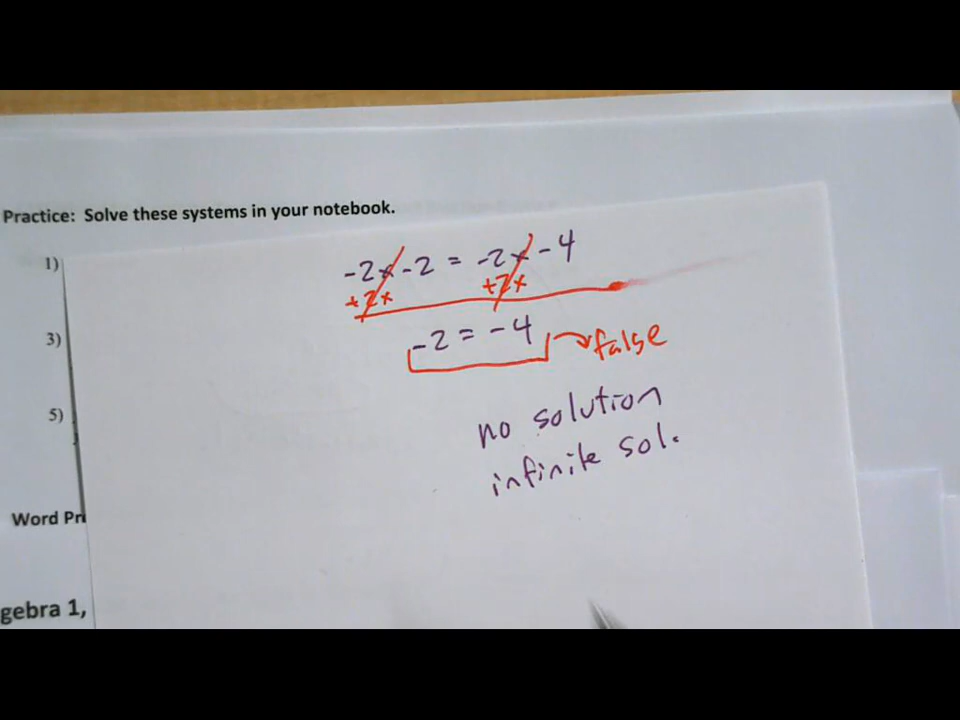 Practice: Solve these systems in your notebook.
1)
-2x-2 = -2x-4
+2x +2x
3)
-2 = -4 false
5)
no solution
infinite sol.
Word Pr
gebra 1,